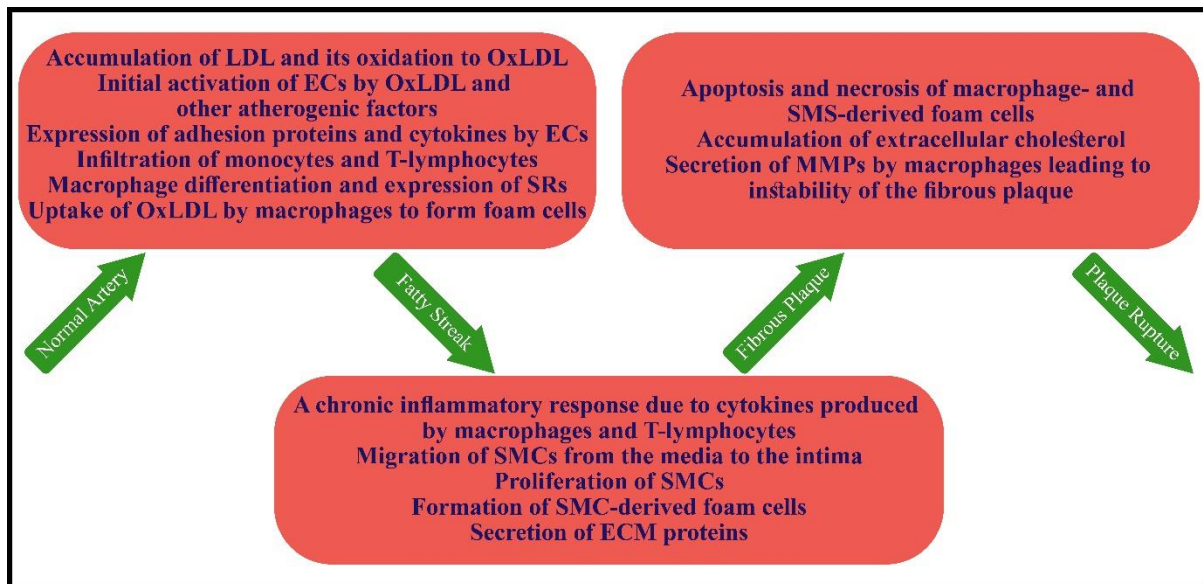 Accumulation of LDL and its oxidation to OxLDL
Initial activation of ECs by OxLDL and
other atherogenic factors
Expression of adhesion proteins and cytokines by ECs
Infiltration of monocytes and T-lymphocytes
Macrophage differentiation and expression of SRs
Uptake of OxLDL by macrophages to form foam cells
Apoptosis and necrosis of macrophage- and
SMS-derived foam cells
Accumulation of extracellular cholesterol
Secretion of MMPs by macrophages leading to
instability of the fibrous plaque
Normal Artery
Fatty Streak
Fibrous Plaque
Plaque Rupture
A chronic inflammatory response due to cytokines produced
by macrophages and T-lymphocytes
Migration of SMCs from the media to the intima
Proliferation of SMCs
Formation of SMC-derived foam cells
Secretion of ECM proteins